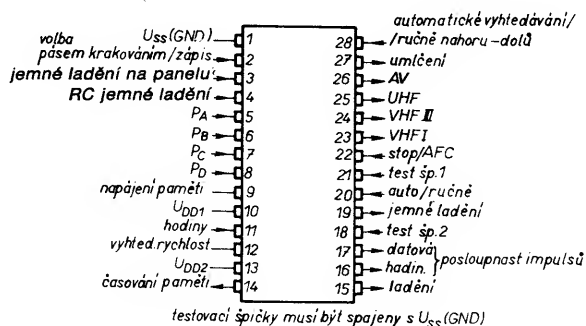 volba
pásem krakováním/zápis
jemné ladění na panelu
RC jemné ladění
PA
PB
PC
PD
napájení paměti
UDD1
hodiny
vyhled.rychlost
UDD2
časování paměti
USS(GND)
1
2
3
4
5
6
7
8
9
10
11
12
13
14
28
27
26
25
24
23
22
21
20
19
18
17
16
15
automatické vyhledávání/
/ručně nahoru-dolů
umlčení
AV
UHF
VHF III
VHF I
stop/AFC
test šp.1
auto/ručně
jemné ladění
test šp.2
datová
hadin.
posloupnast impulsů
ladění
testovací špičky musí být spajeny s USS(GND)